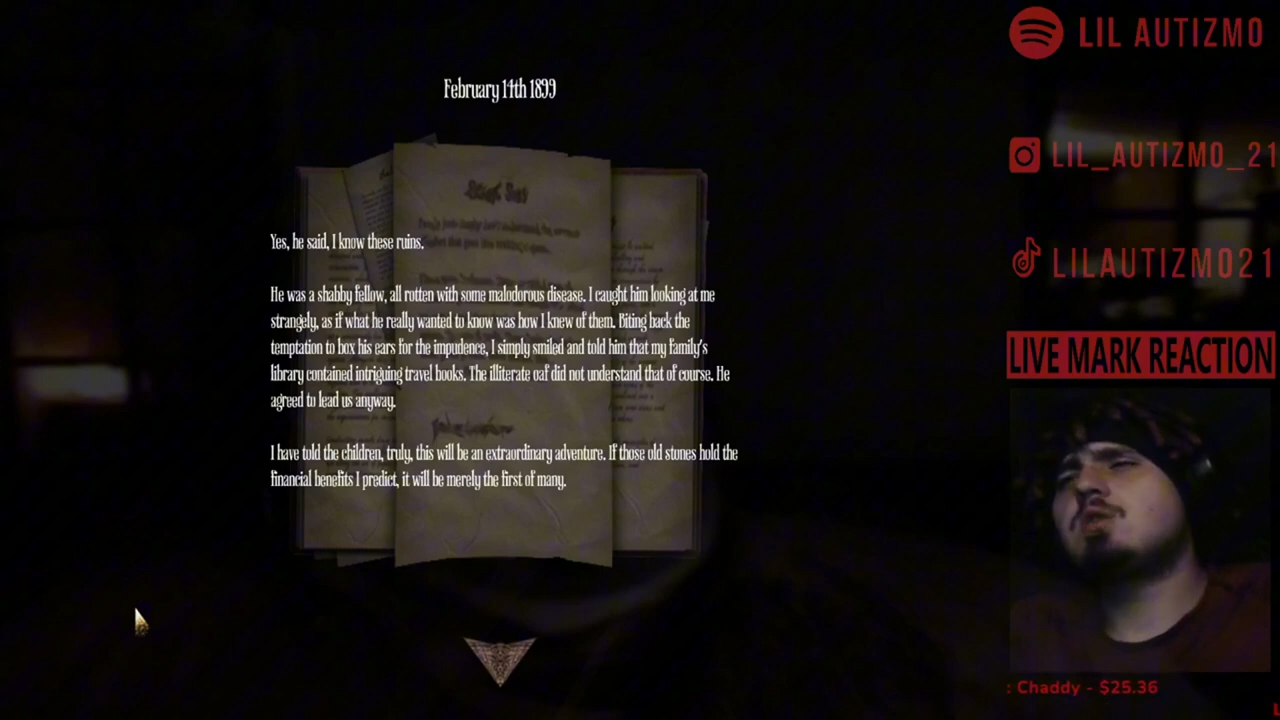 February 14th 1899
LIL AUTIZMO
LIL_AUTIZMO_21
LILAUTIZMO21
Yes, he said, I know these ruins.
He was a shabby fellow, all rotten with some malodorous disease. I caught him looking at me
strangely, as if what he really wanted to know was how I knew of them. Biting back the
temptation to box his ears for the impudence, I simply smiled and told him that my family's
library contained intriguing travel books. The illiterate oaf did not understand that of course. He
agreed to lead us anyway.
I have told the children, truly, this will be an extraordinary adventure. If those old stones hold the
financial benefits I predict, it will be merely the first of many.
LIVE MARK REACTION
: Chaddy - $25.36